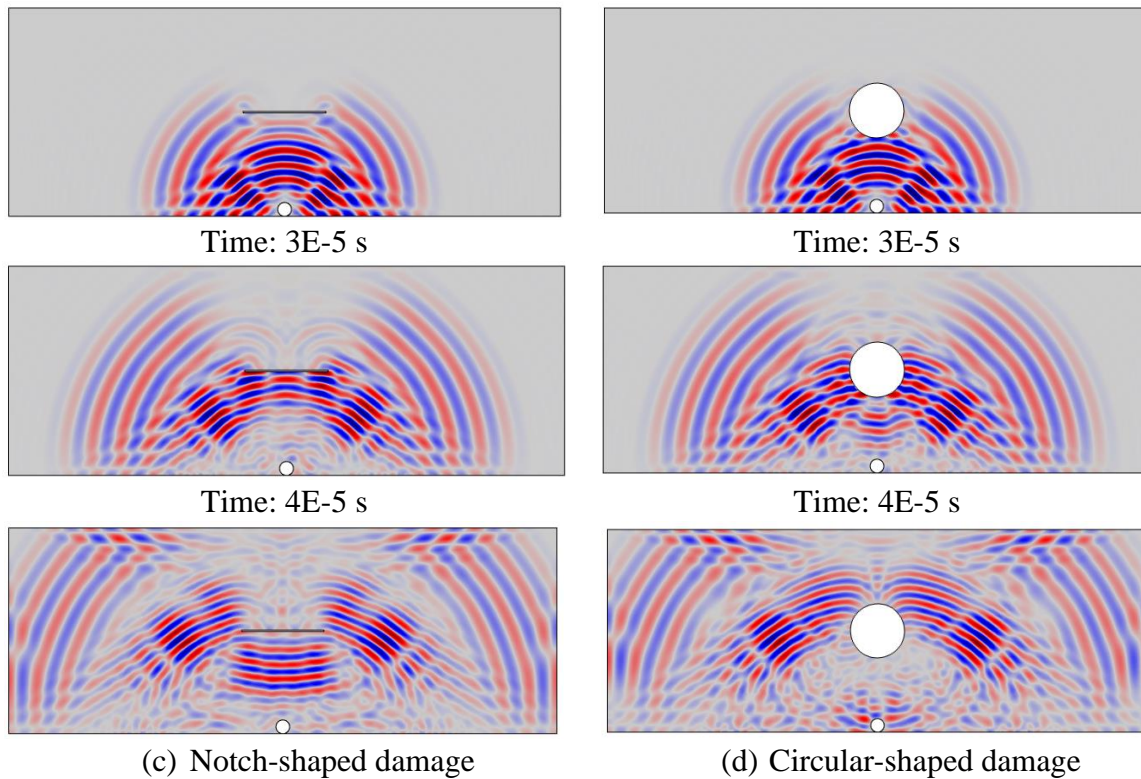 Time: 3E-5 s
Time: 3E-5 s
Time: 4E-5 s
Time: 4E-5 s
(c) Notch-shaped damage
(d) Circular-shaped damage